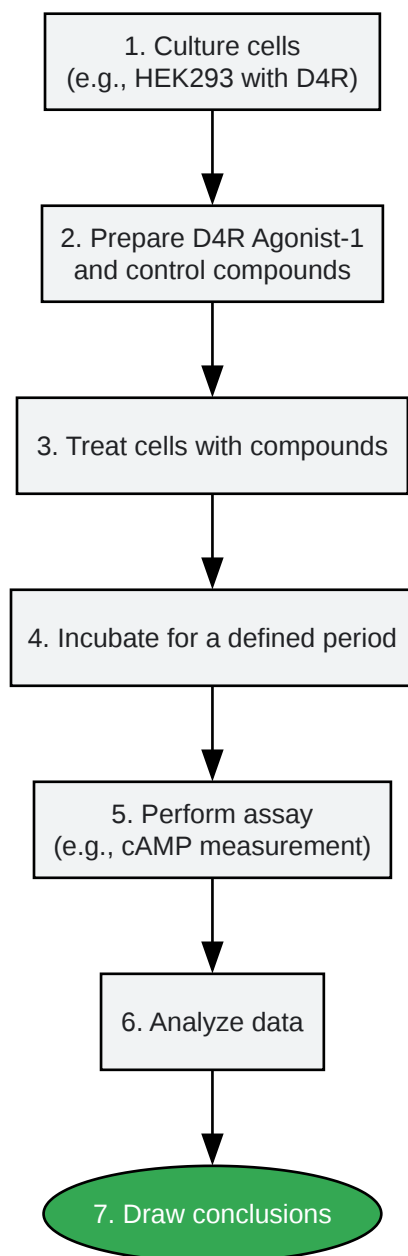 1. Culture cells
(e.g., HEK293 with D4R)
2. Prepare D4R Agonist-1
and control compounds
3. Treat cells with compounds
4. Incubate for a defined period
5. Perform assay
(e.g., cAMP measurement)
6. Analyze data
7. Draw conclusions